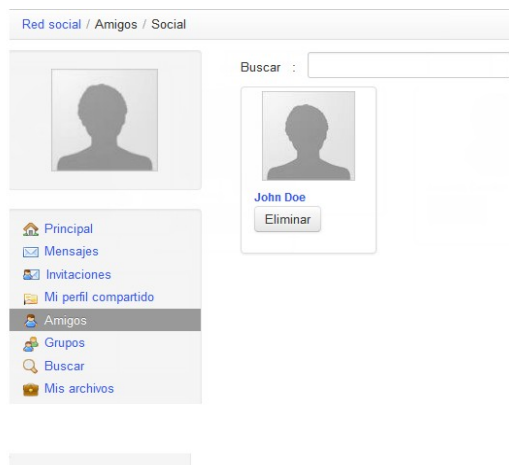 Red social / Amigos / Social
Buscar :
John Doe
Eliminar
Principal
Mensajes
Invitaciones
Mi perfil compartido
Amigos
Grupos
Buscar
Mis archivos